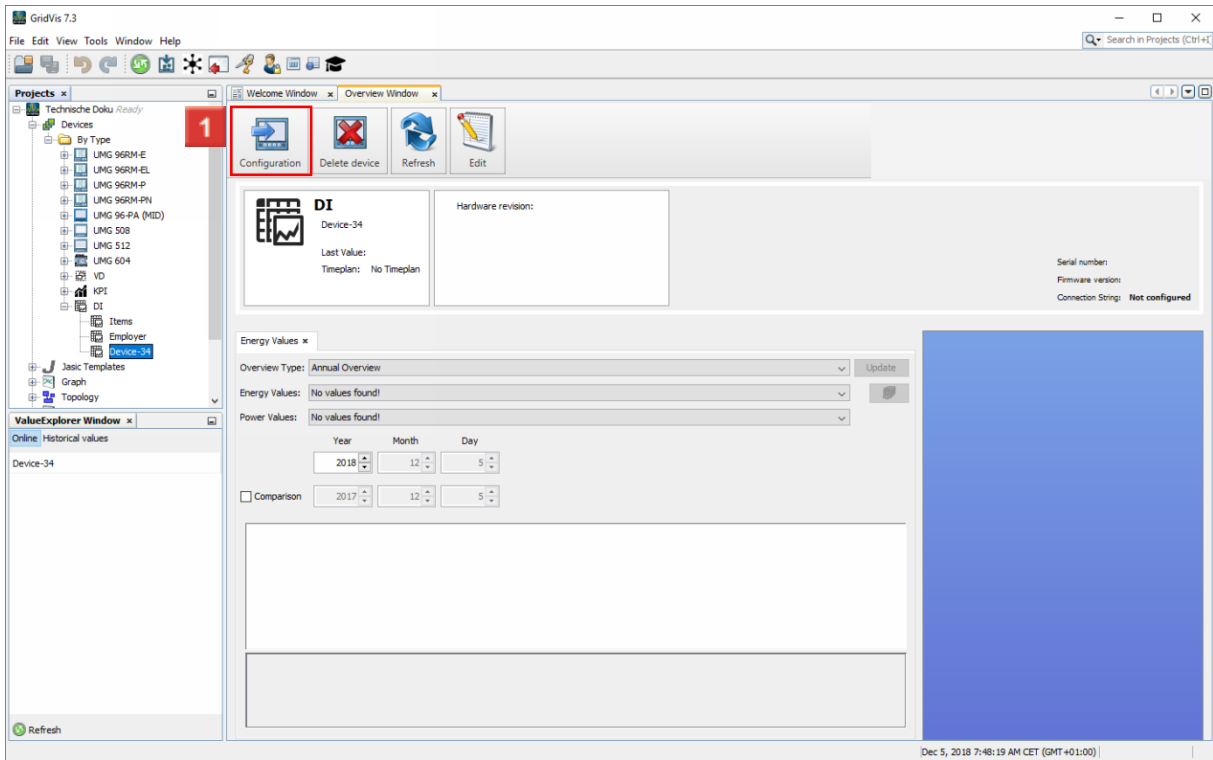 GridVis 7.3
File Edit View Tools Window Help
Search in Projects (Ctrl+I
Projects
Technische Doku Ready
Devices
By Type
UMG 96RM-E
UMG 96RM-EL
UMG 96RM-P
UMG 96RM-PN
UMG 96-PA (MID)
UMG 508
UMG 512
UMG 604
VD
KPI
DI
Items
Employer
Device-34
Jasic Templates
Graph
Topology
ValueExplorer Window
Online Historical values
Device-34
Refresh
Welcome Window
Overview Window
1
Configuration
Delete device
Refresh
Edit
DI
Device-34
Last Value:
Timeplan: No Timeplan
Hardware revision:
Serial number:
Firmware version:
Connection String: Not configured
Energy Values
Overview Type: Annual Overview
Update
Energy Values: No values found!
Power Values: No values found!
Year Month Day
2018 12 5
Comparison 2017 12 5
Dec 5, 2018 7:48:19 AM CET (GMT+01:00)